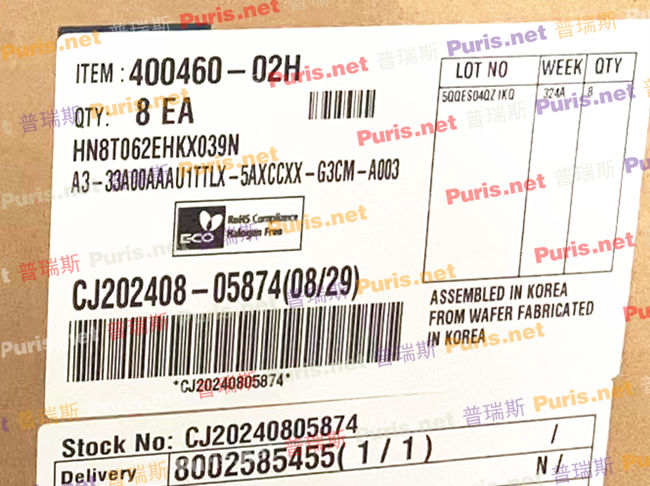 ITEM : 400460-02H
QTY: 8 EA
HN8T062EHKX039N
A3-33A00AAAU1TTLX-5AXCCXX-G3CM-A003
ECO RoHS Compliance
Halogen Free
CJ202408-05874(08/29)
*CJ20240805874*
LOT NO WEEK QTY
324A - 8
ASSEMBLED IN KOREA
FROM WAFER FABRICATED
IN KOREA
Stock No: CJ20240805874 /
Delivery 8002585455(1/1) N/
普瑞斯 Puris.net